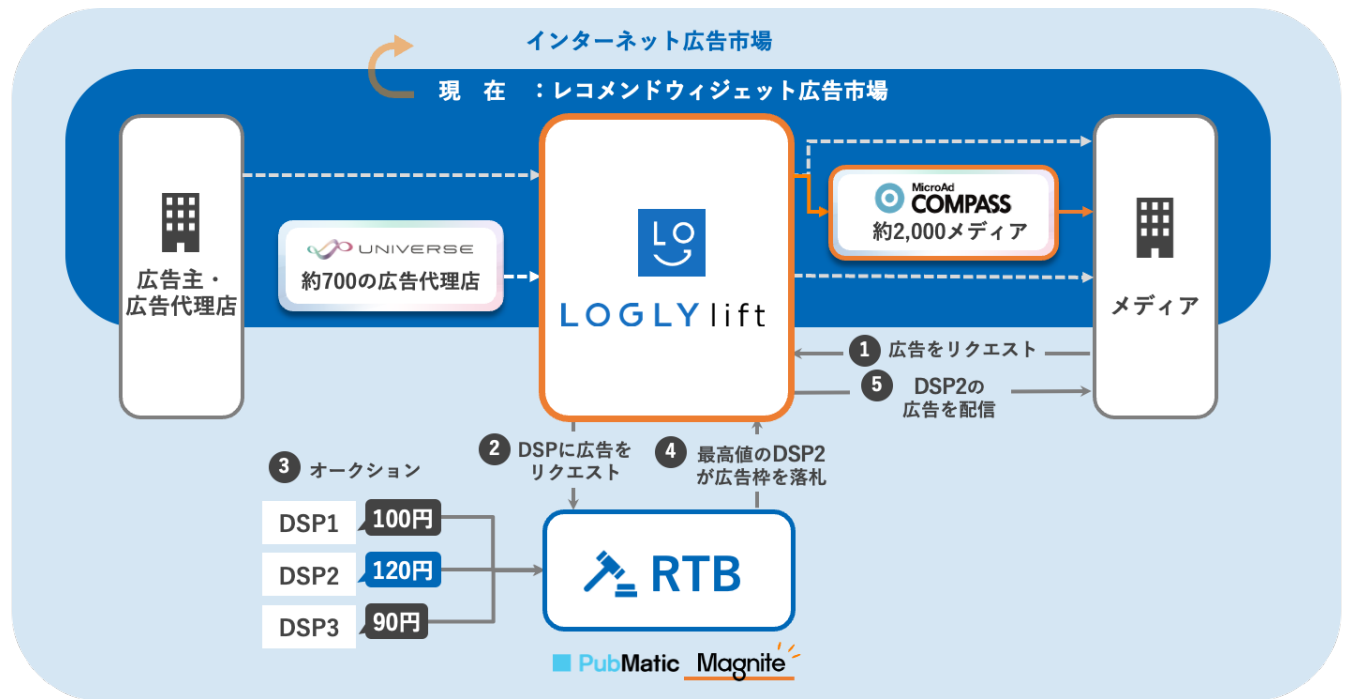 インターネット広告市場
現 在 ：レコメンドウィジェット広告市場
広告主・
広告代理店
UNIVERSE
約700の広告代理店
LO
LOGLY lift
MicroAd
COMPASS
約2,000メディア
メディア
1 広告をリクエスト
5 DSP2の
広告を配信
2 DSPに広告を
リクエスト
4 最高値のDSP2
が広告枠を落札
3 オークション
DSP1 100円
DSP2 120円
DSP3 90円
RTB
PubMatic Magnite